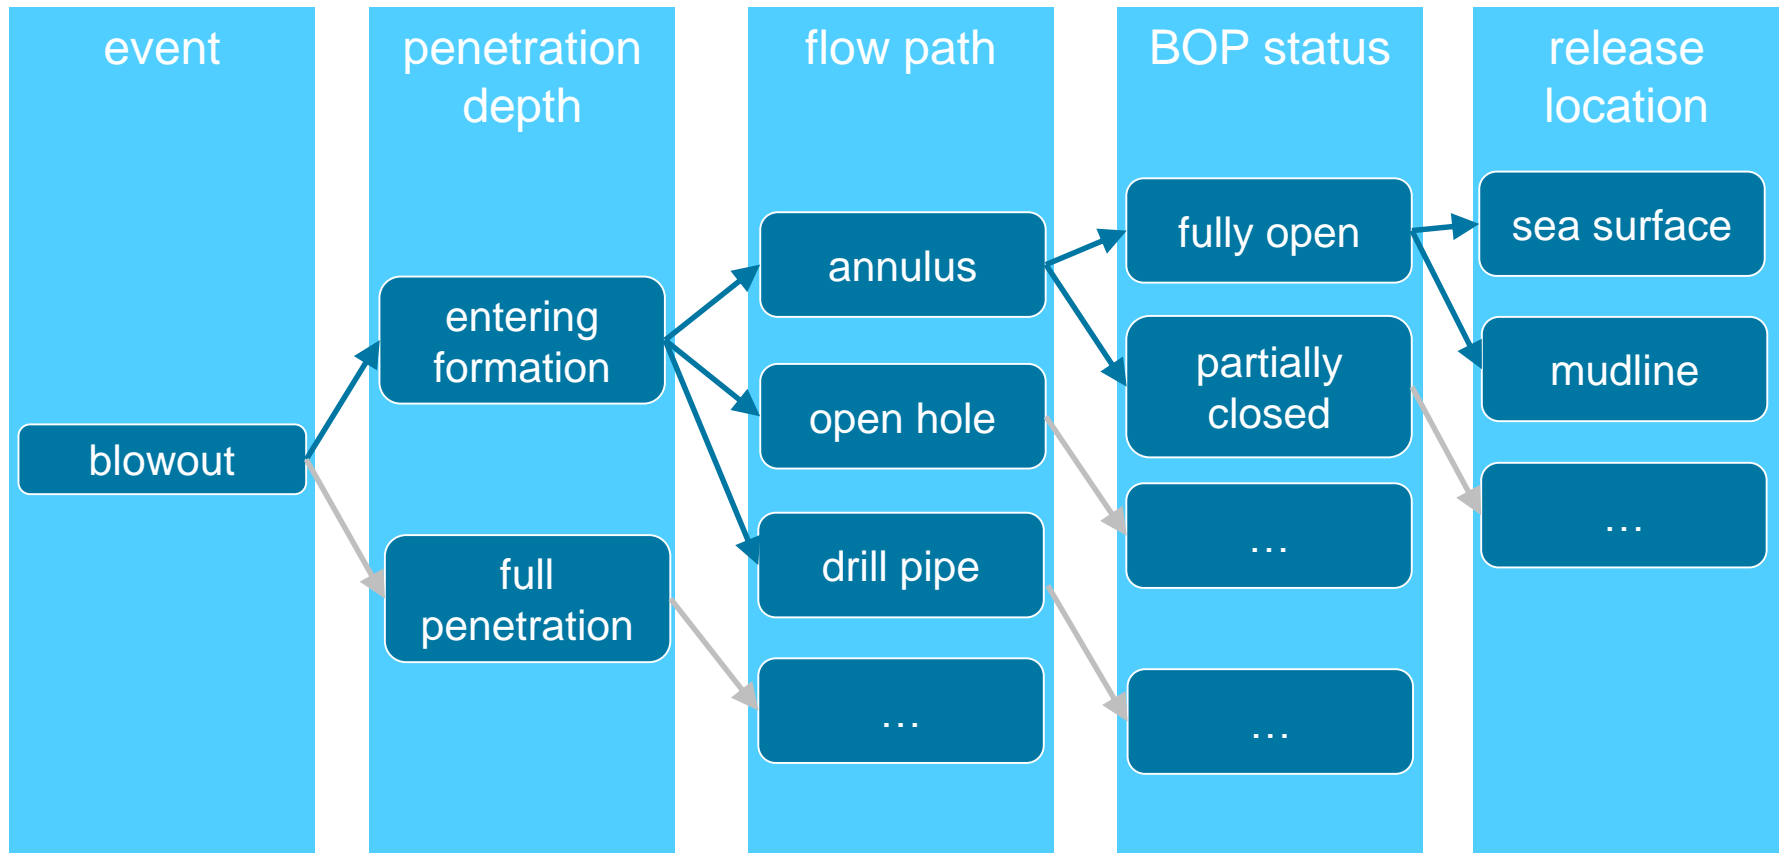 event
penetration
depth
flow path
BOP status
release
location
blowout
entering
formation
full
penetration
annulus
open hole
drill pipe
...
fully open
partially
closed
...
...
sea surface
mudline
...